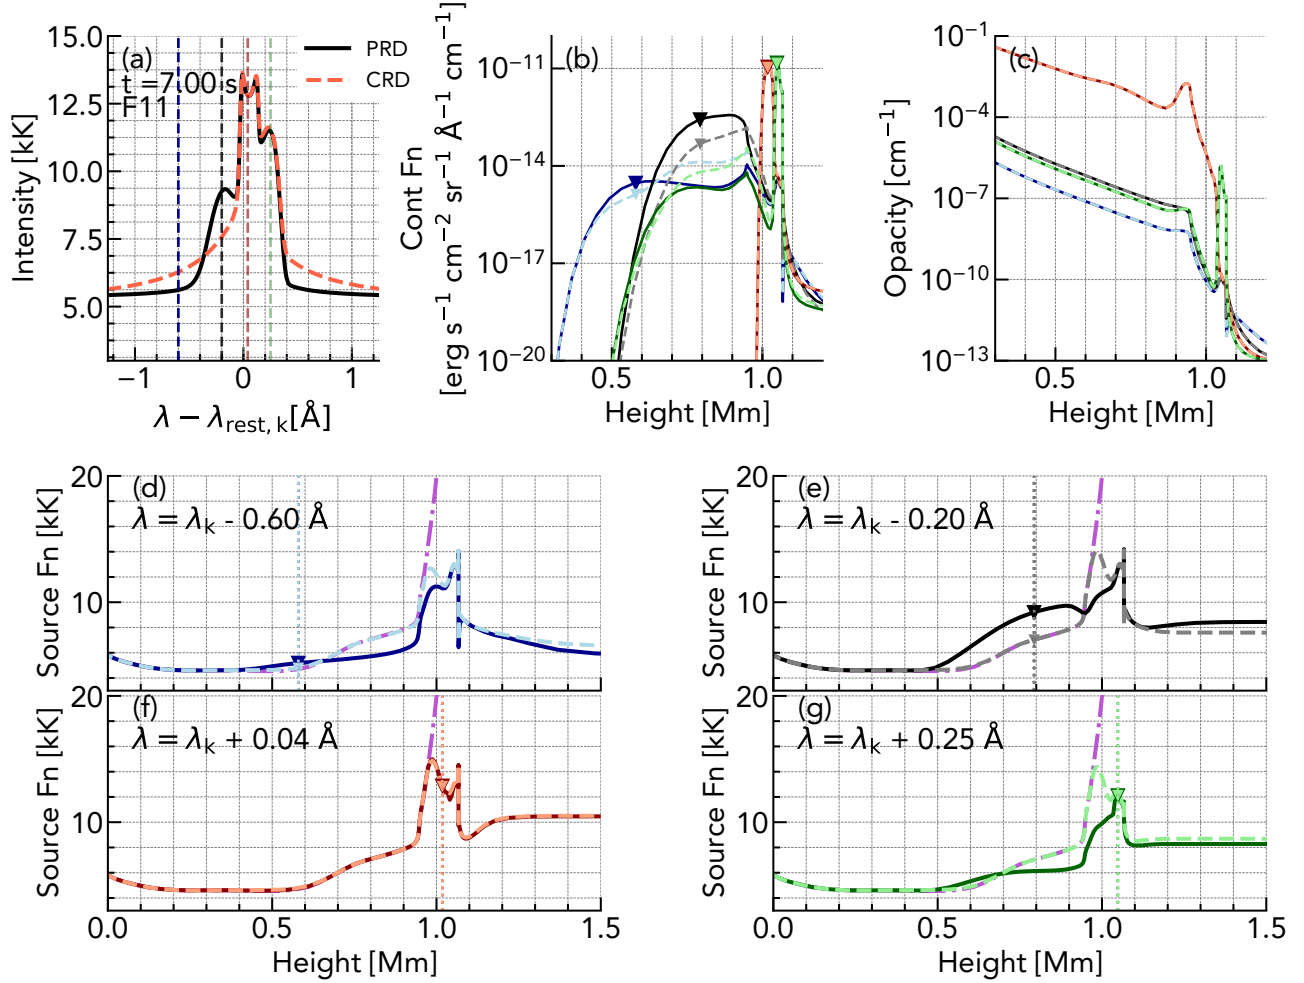 15.0
12.5
10.0
7.5
5.0
Intensity [kK]
(a)
t =7.00 s
F11
PRD
CRD
−1
0
1
λ − λrest, k[Å]
Cont Fn
[erg s−1 cm−2 sr−1 Å−1 cm−1]
10−11
10−14
10−17
10−20
(b)
0.5
1.0
Height [Mm]
Opacity [cm−1]
10−1
10−4
10−7
10−10
10−13
(c)
0.5
1.0
Height [Mm]
Source Fn [kK]
20
10
(d)
λ = λk - 0.60 Å
Source Fn [kK]
20
10
(e)
λ = λk - 0.20 Å
Source Fn [kK]
20
10
(f)
λ = λk + 0.04 Å
0.0
0.5
1.0
1.5
Height [Mm]
Source Fn [kK]
20
10
(g)
λ = λk + 0.25 Å
0.0
0.5
1.0
1.5
Height [Mm]